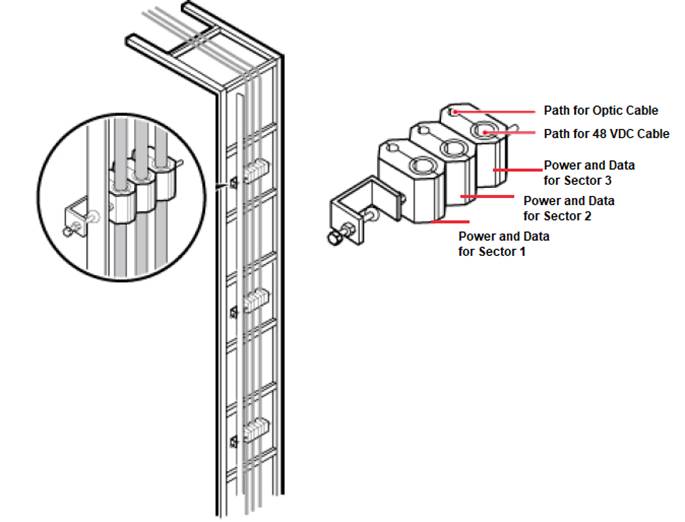 Path for Optic Cable
Path for 48 VDC Cable
Power and Data
for Sector 3
Power and Data
for Sector 2
Power and Data
for Sector 1